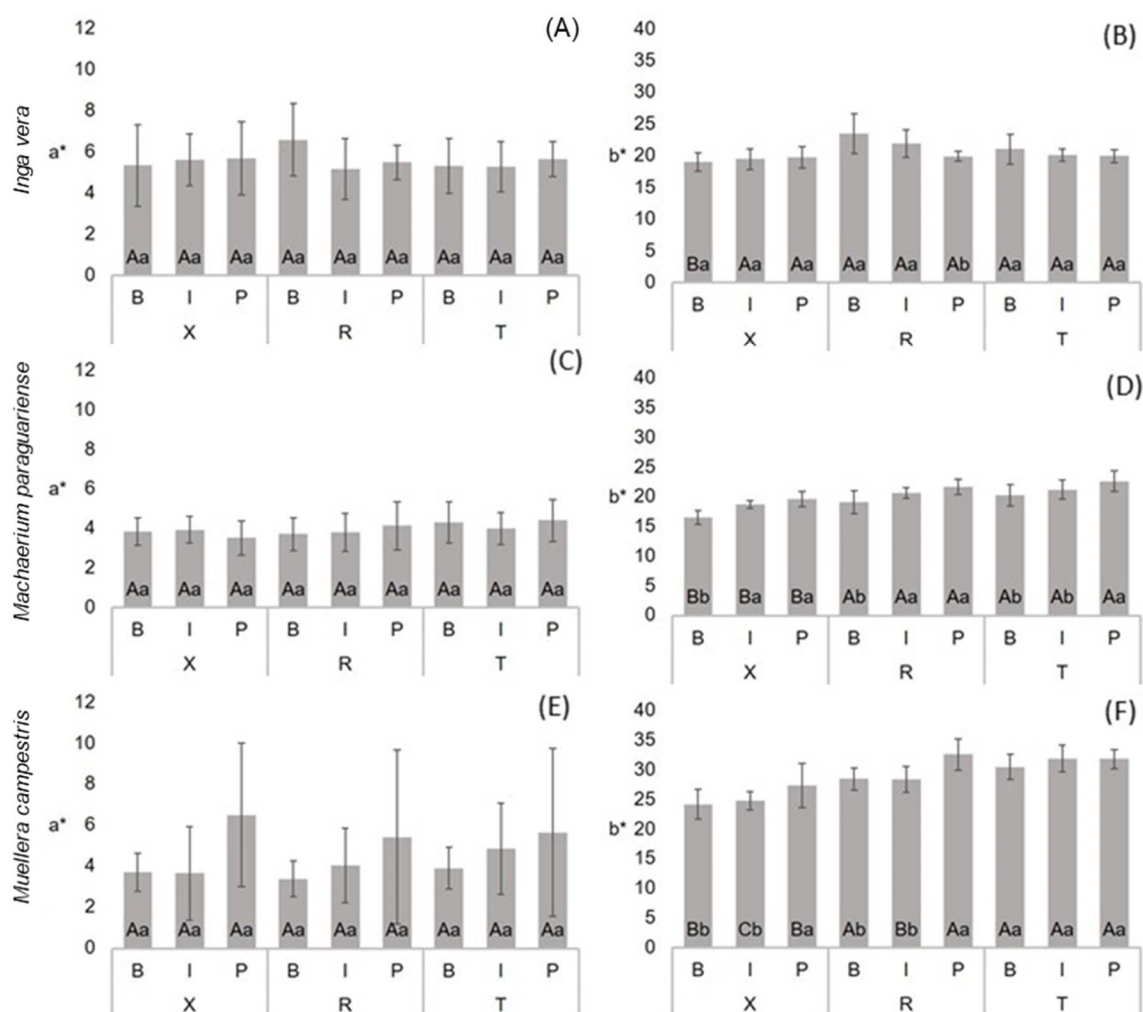 (A)
12
10
8
6
4
2
0
Inga vera
a*
Aa Aa Aa Aa Aa Aa Aa Aa Aa
B I P B I P B I P
X R T
(B)
40
35
30
25
20
15
10
5
0
b*
Ba Aa Aa Aa Aa Ab Aa Aa Aa
B I P B I P B I P
X R T
(C)
12
10
8
6
4
2
0
Machaerium paraguariense
a*
Aa Aa Aa Aa Aa Aa Aa Aa Aa
B I P B I P B I P
X R T
(D)
40
35
30
25
20
15
10
5
0
b*
Bb Ba Ba Ab Aa Aa Ab Ab Aa
B I P B I P B I P
X R T
(E)
12
10
8
6
4
2
0
Muellera campestris
a*
Aa Aa Aa Aa Aa Aa Aa Aa Aa
B I P B I P B I P
X R T
(F)
40
35
30
25
20
15
10
5
0
b*
Bb Cb Ba Ab Bb Aa Aa Aa Aa
B I P B I P B I P
X R T